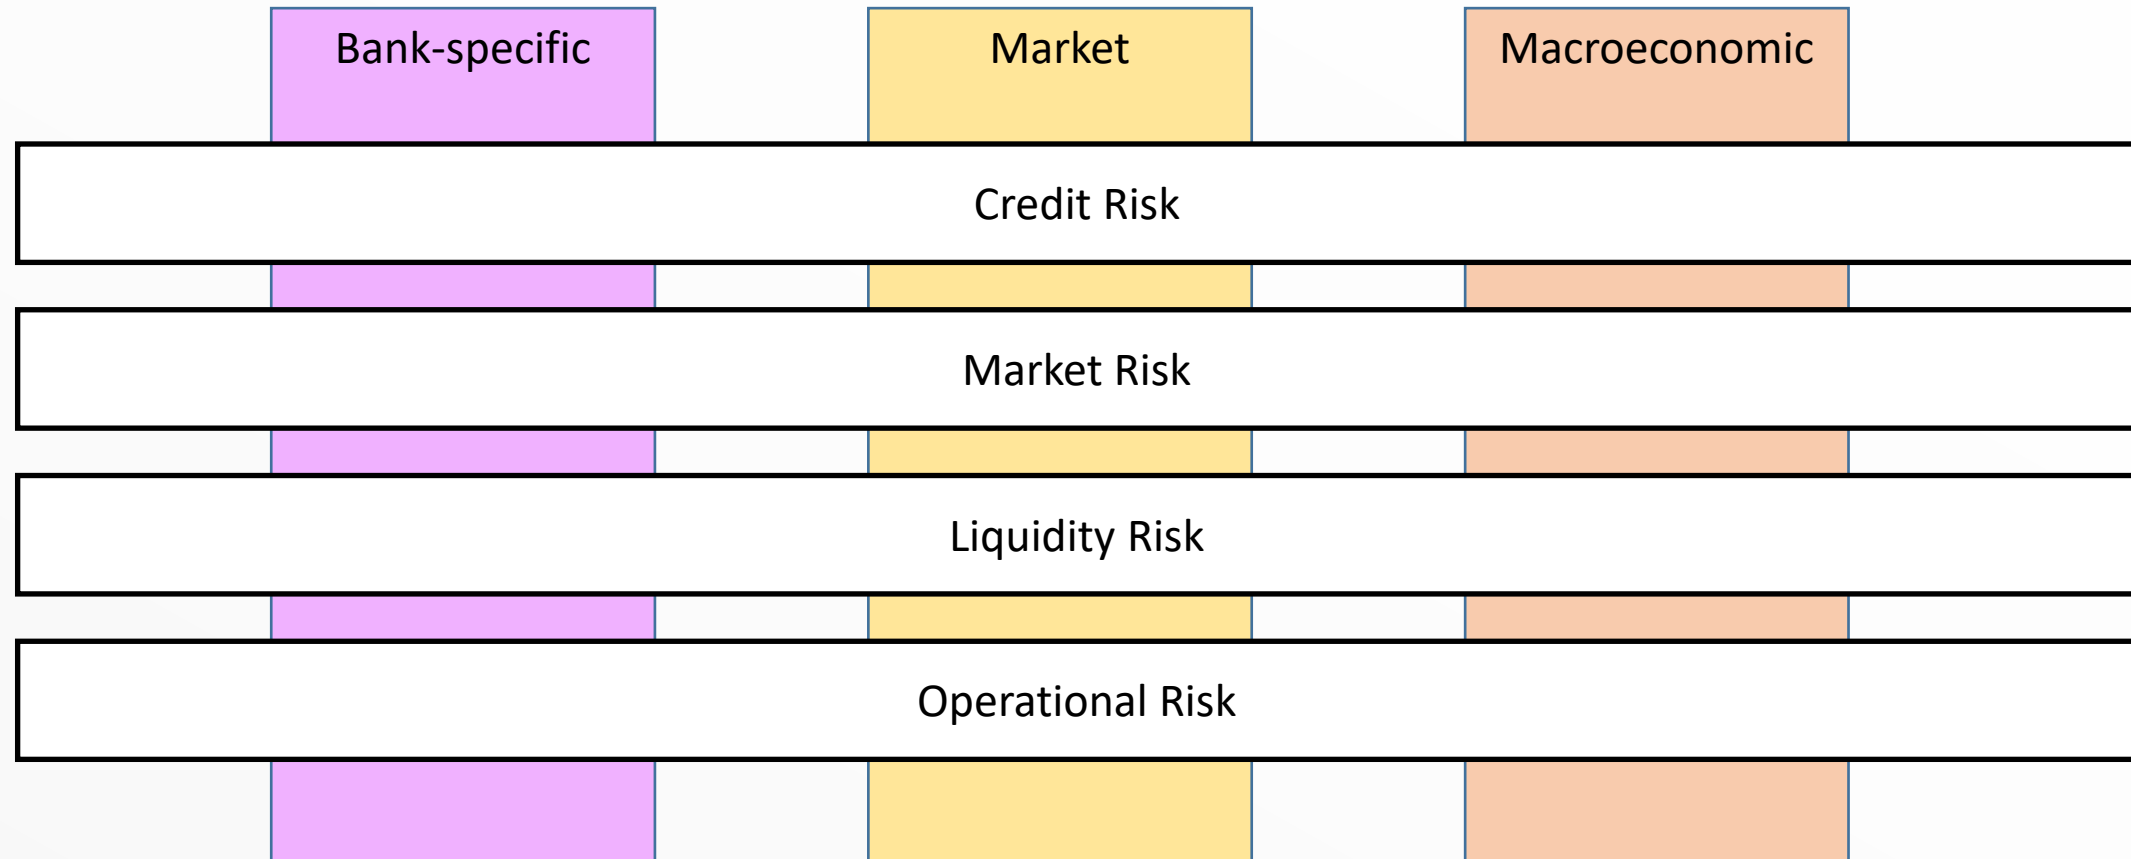 Bank-specific
Market
Macroeconomic
Credit Risk
Market Risk
Liquidity Risk
Operational Risk